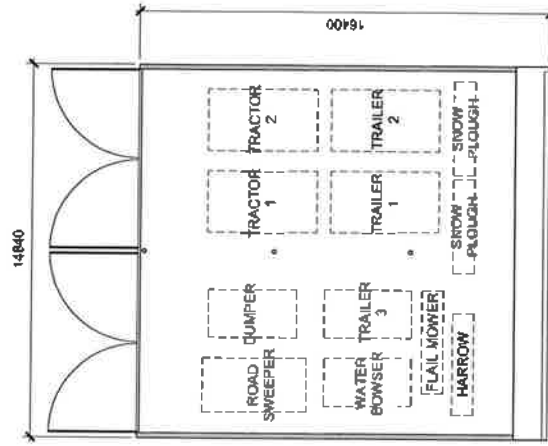 16400
14840
TRACTOR
2
TRAILER
2
SNOW
PLOUGH
TRACTOR
1
TRAILER
1
SNOW
PLOUGH
DUMPER
TRAILER
3
FLAIL MOWER
ROAD
SWEEPER
WATER
BOWSER
HARROW